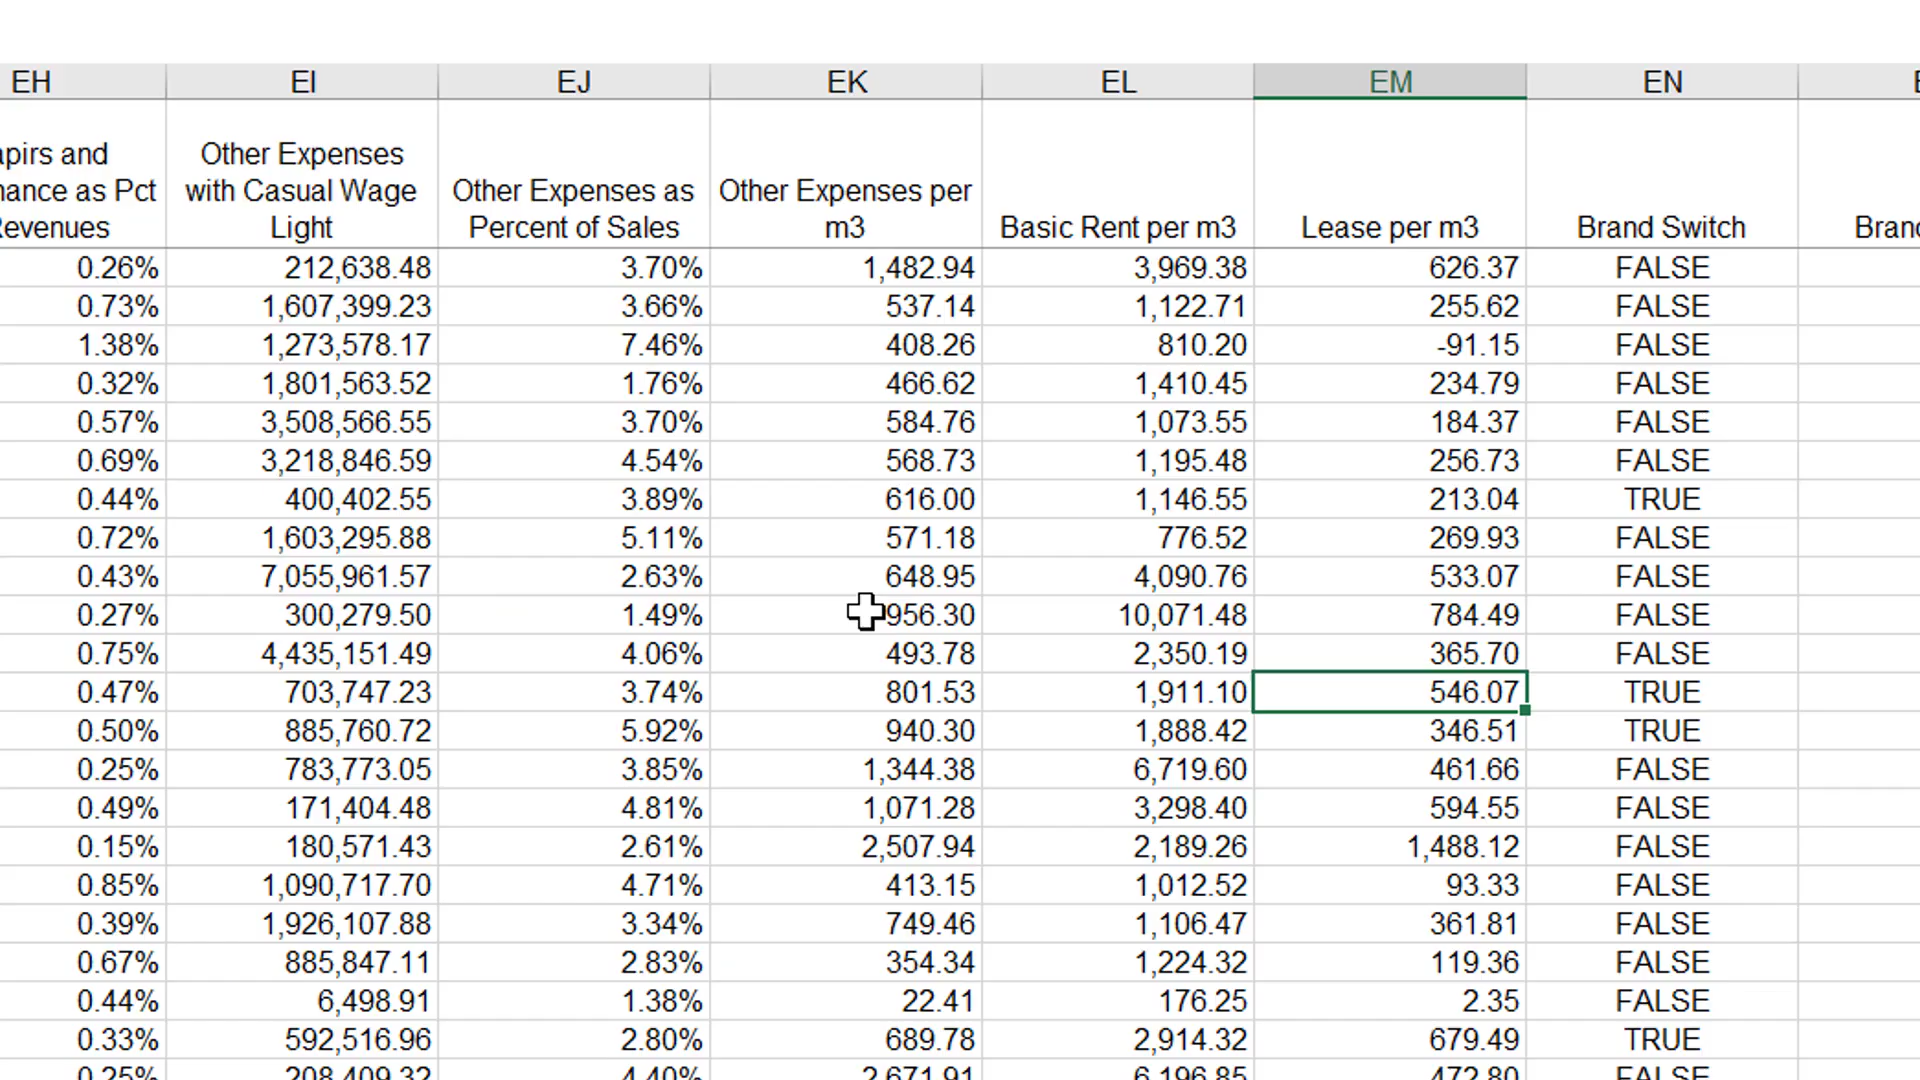 EH EI EJ EK EL EM EN
Other Expenses
pirs and with Casual Wage Other Expenses as Other Expenses per
as Pct Light Percent of Sales m3 Basic Rent per m3 Lease per m3 Brand Switch
0.26% 212,638.48 3.70% 1,482.94 3,969.38 626.37 FALSE
0.73% 1,607,399.23 3.66% 537.14 1,122.71 255.62 FALSE
1.38% 1,273,578.17 7.46% 408.26 810.20 -91.15 FALSE
0.32% 1,801,563.52 1.76% 466.62 1,410.45 234.79 FALSE
0.57% 3,508,566.55 3.70% 584.76 1,073.55 184.37 FALSE
0.69% 3,218,846.59 4.54% 568.73 1,195.48 256.73 FALSE
0.44% 400,402.55 3.89% 616.00 1,146.55 213.04 TRUE
0.72% 1,603,295.88 5.11% 571.18 776.52 269.93 FALSE
0.43% 7,055,961.57 2.63% 648.95 4,090.76 533.07 FALSE
0.27% 300,279.50 1.49% 956.30 10,071.48 784.49 FALSE
0.75% 4,435,151.49 4.06% 493.78 2,350.19 365.70 FALSE
0.47% 703,747.23 3.74% 801.53 1,911.10 546.07 TRUE
0.50% 885,760.72 5.92% 940.30 1,888.42 346.51 TRUE
0.25% 783,773.05 3.85% 1,344.38 6,719.60 461.66 FALSE
0.49% 171,404.48 4.81% 1,071.28 3,298.40 594.55 FALSE
0.15% 180,571.43 2.61% 2,507.94 2,189.26 1,488.12 FALSE
0.85% 1,090,717.70 4.71% 413.15 1,012.52 93.33 FALSE
0.39% 1,926,107.88 3.34% 749.46 1,106.47 361.81 FALSE
0.67% 885,847.11 2.83% 354.34 1,224.32 119.36 FALSE
0.44% 6,498.91 1.38% 22.41 176.25 2.35 FALSE
0.33% 592,516.96 2.80% 689.78 2,914.32 679.49 TRUE
0.25% 208,409.32 4.40% 2,671.91 6,196.85 472.80 FALSE